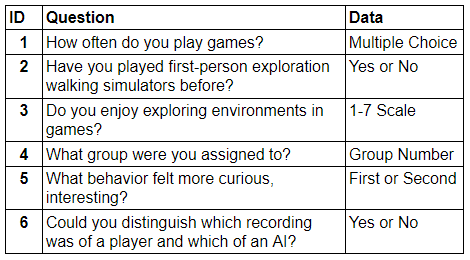 ID Question Data
1 How often do you play games? Multiple Choice
2 Have you played first-person exploration Yes or No
walking simulators before?
3 Do you enjoy exploring environments in 1-7 Scale
games?
4 What group were you assigned to? Group Number
5 What behavior felt more curious, First or Second
interesting?
6 Could you distinguish which recording Yes or No
was of a player and which of an AI?